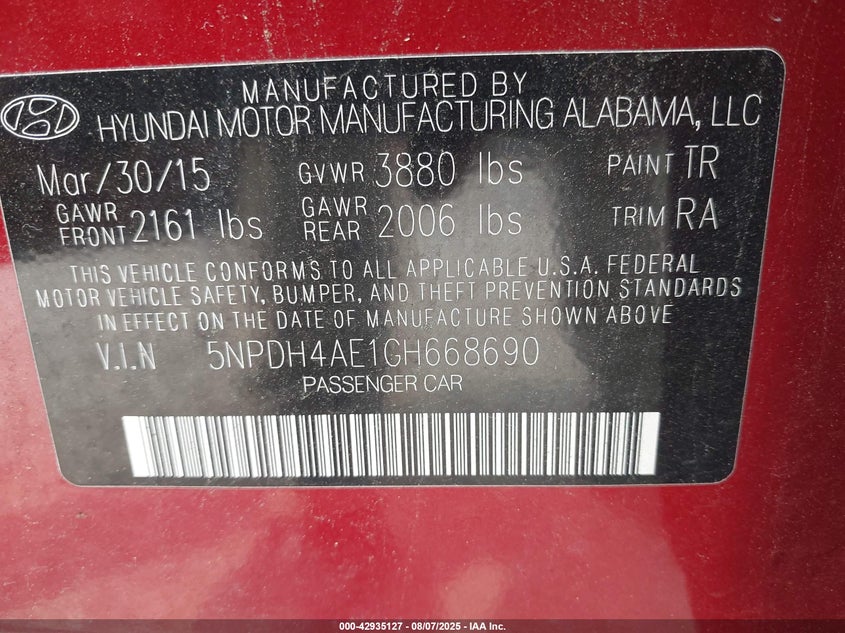 MANUFACTURED BY
HYUNDAI MOTOR MANUFACTURING ALABAMA, LLC
Mar/30/15 GVWR 3880 lbs PAINT TR
GAWR FRONT 2161 lbs GAWR REAR 2006 lbs TRIM RA
THIS VEHICLE CONFORMS TO ALL APPLICABLE U.S.A. FEDERAL
MOTOR VEHICLE SAFETY, BUMPER, AND THEFT PREVENTION STANDARDS
IN EFFECT ON THE DATE OF MANUFACTURE SHOWN ABOVE
V.I.N 5NPDH4AE1GH668690
PASSENGER CAR
000-42935127 - 08/07/2025 - IAA Inc.